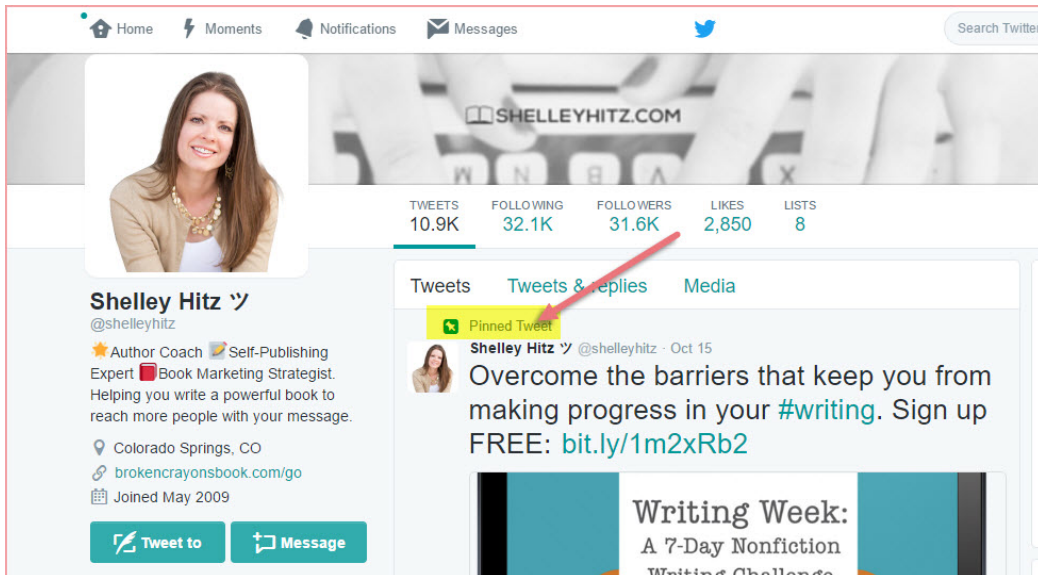 Home Moments Notifications Messages Search Twitter
SHELLEYHITZ.COM
M N B V X
TWEETS FOLLOWING FOLLOWERS LIKES LISTS
10.9K 32.1K 31.6K 2,850 8
Shelley Hitz ツ
@shelleyhitz
Author Coach Self-Publishing
Expert Book Marketing Strategist.
Helping you write a powerful book to
reach more people with your message.
Colorado Springs, CO
brokencrayonsbook.com/go
Joined May 2009
Tweet to Message
Tweets Tweets & replies Media
Pinned Tweet
Shelley Hitz ツ @shelleyhitz · Oct 15
Overcome the barriers that keep you from
making progress in your #writing. Sign up
FREE: bit.ly/1m2xRb2
Writing Week:
A 7-Day Nonfiction
Writing Challenge